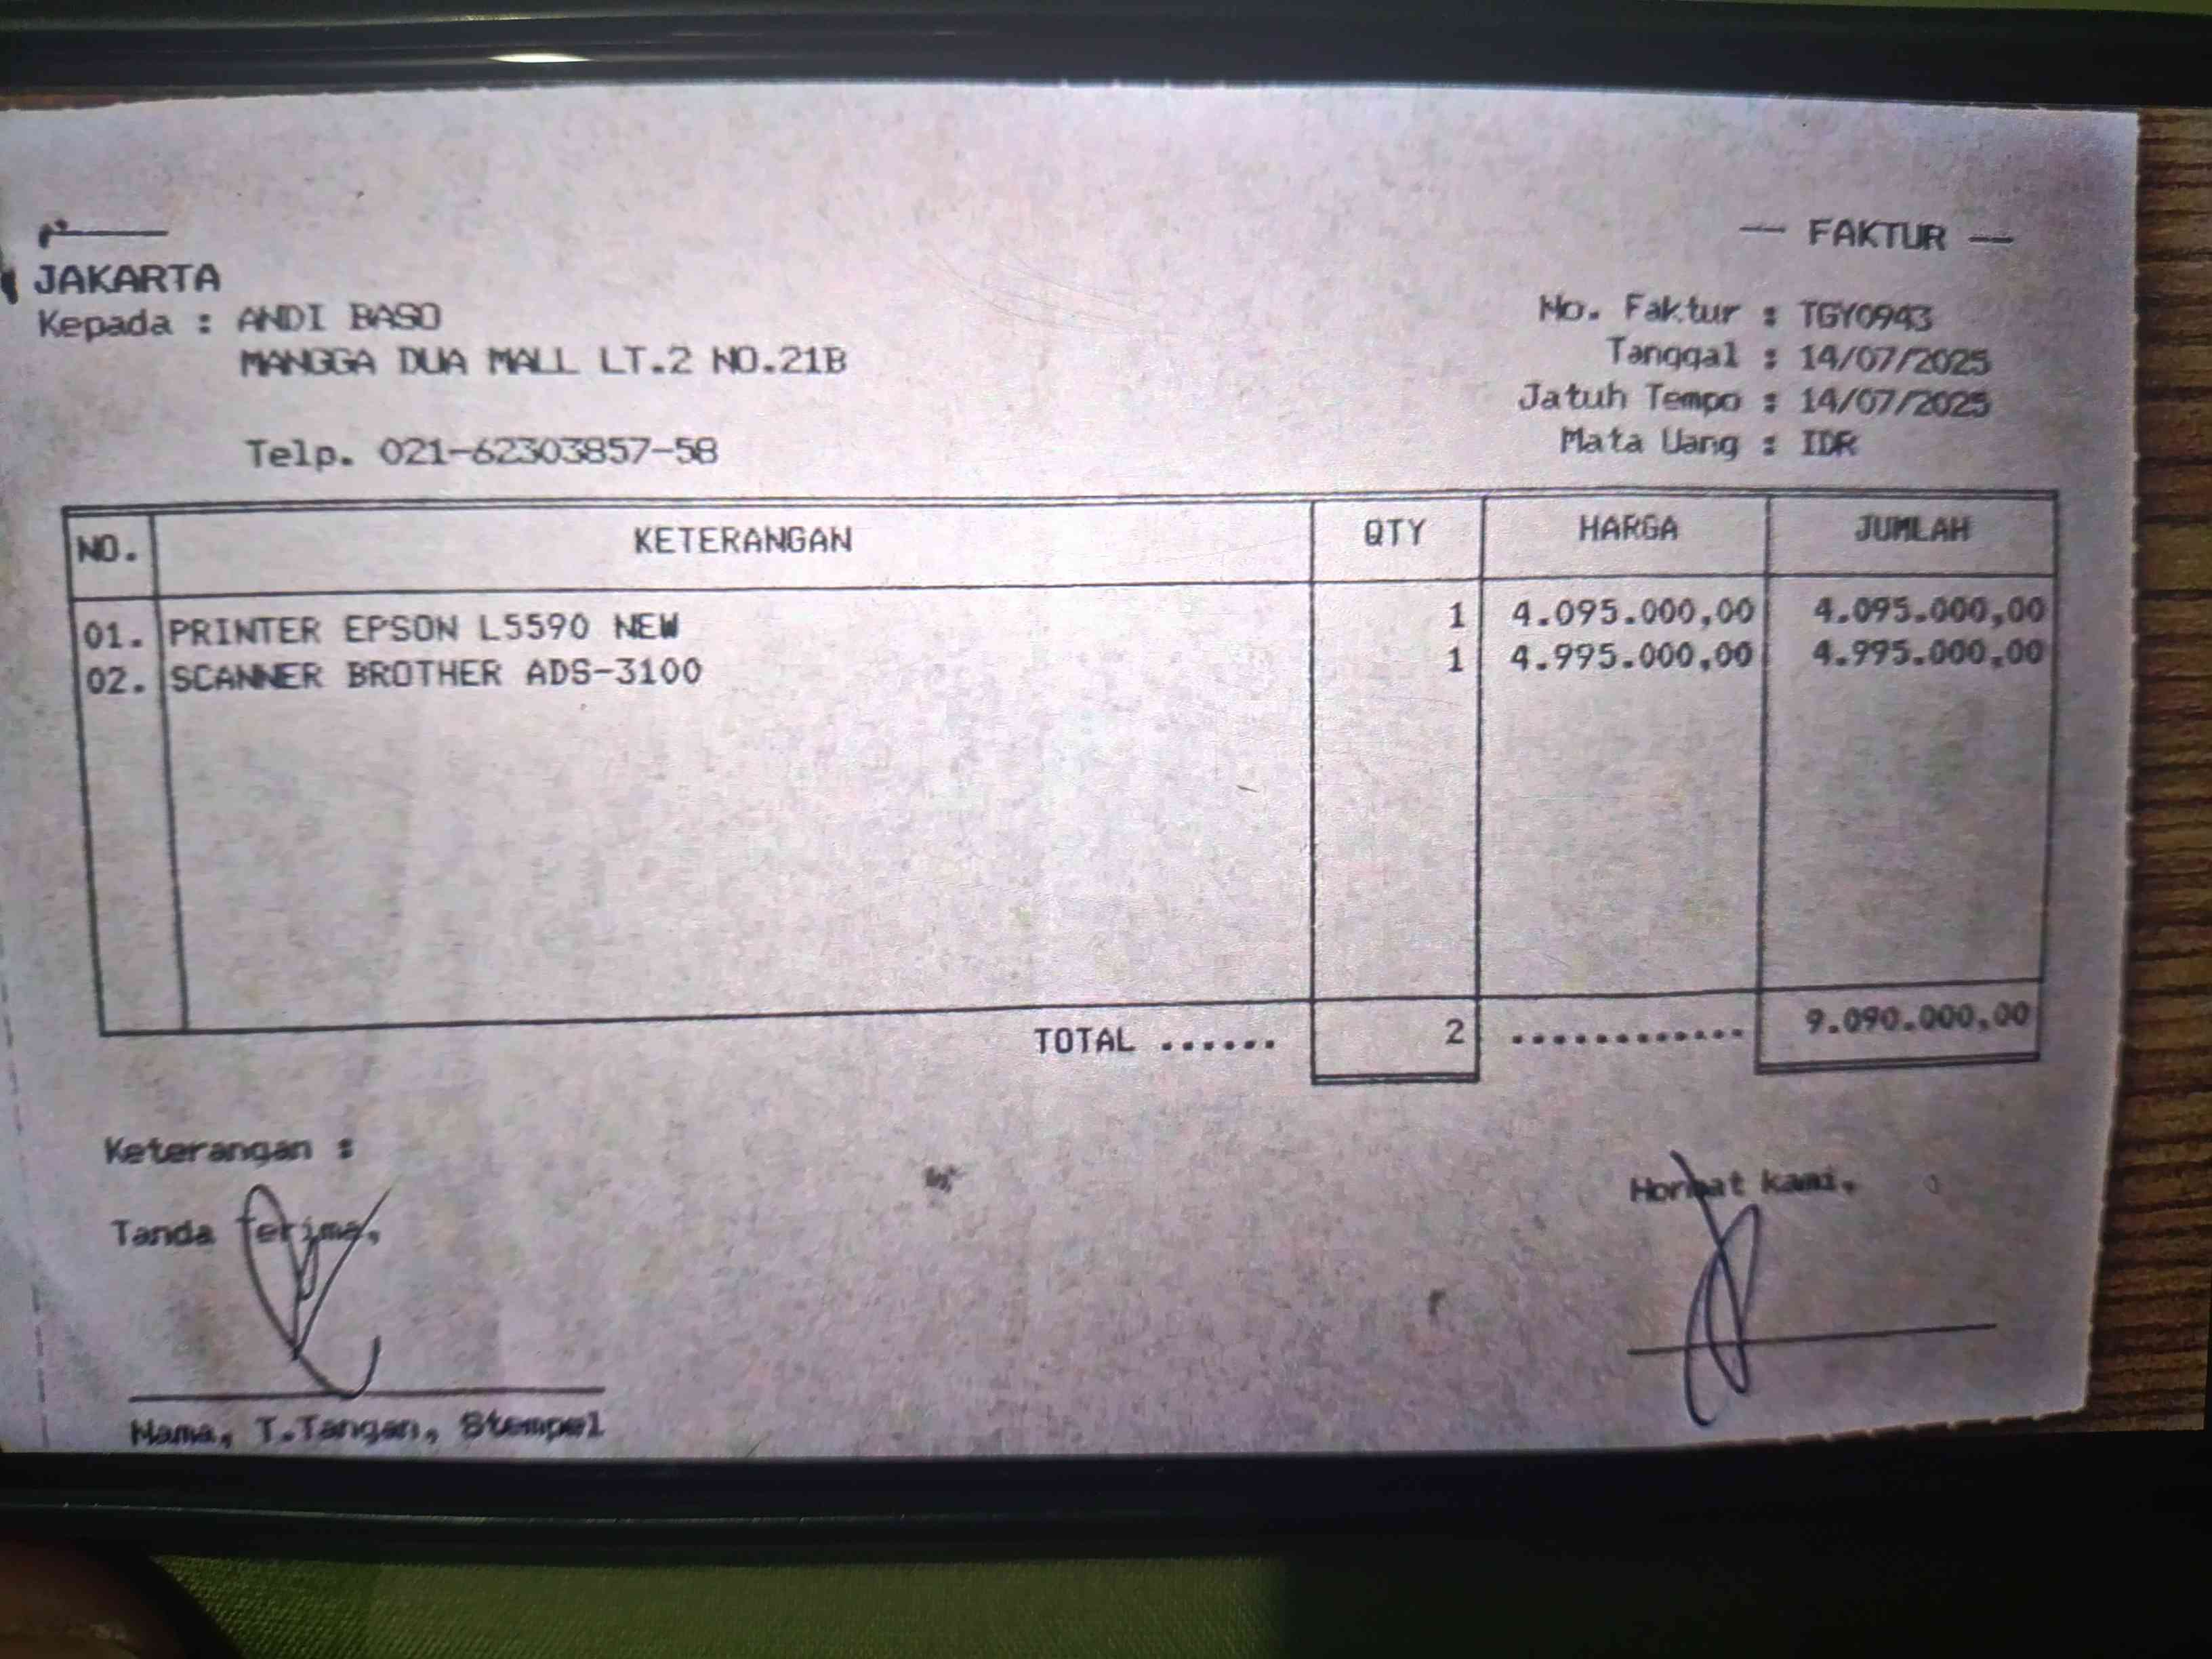 — FAKTUR —
JAKARTA
Kepada : ANDI BASO
MANGGA DUA MALL LT.2 NO.21B
Telp. 021-62303857-58
No. Faktur : TGY0943
Tanggal : 14/07/2025
Jatuh Tempo : 14/07/2025
Mata Uang : IDR
NO. KETERANGAN QTY HARGA JUMLAH
01. PRINTER EPSON L5590 NEW 1 4.095.000,00 4.095.000,00
02. SCANNER BROTHER ADS-3100 1 4.995.000,00 4.995.000,00
TOTAL ...... 2 ............ 9.090.000,00
Keterangan :
Tanda Terima,
Hormat kami,
Nama, T.Tangan, Stempel